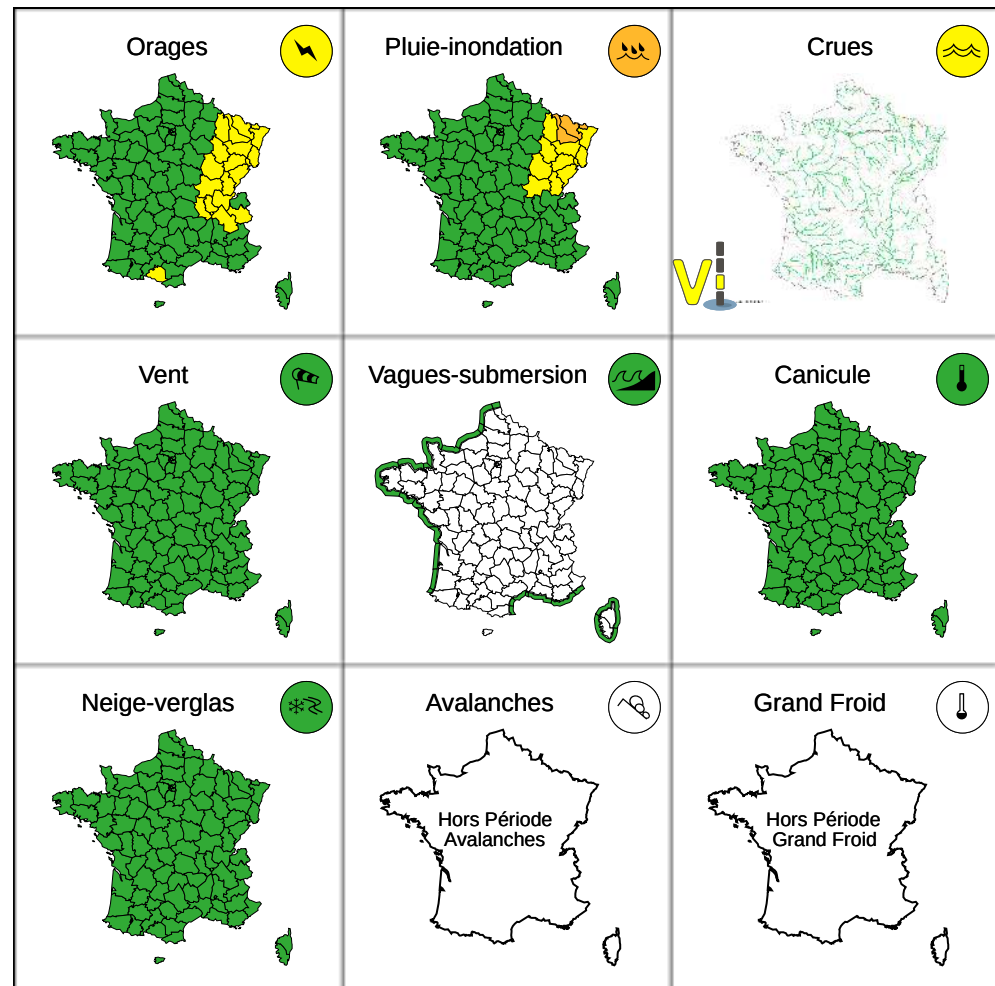 Orages
Pluie-inondation
Crues
Vi
Vent
Vagues-submersion
Canicule
Neige-verglas
Avalanches
Grand Froid
Hors Période
Avalanches
Hors Période
Grand Froid